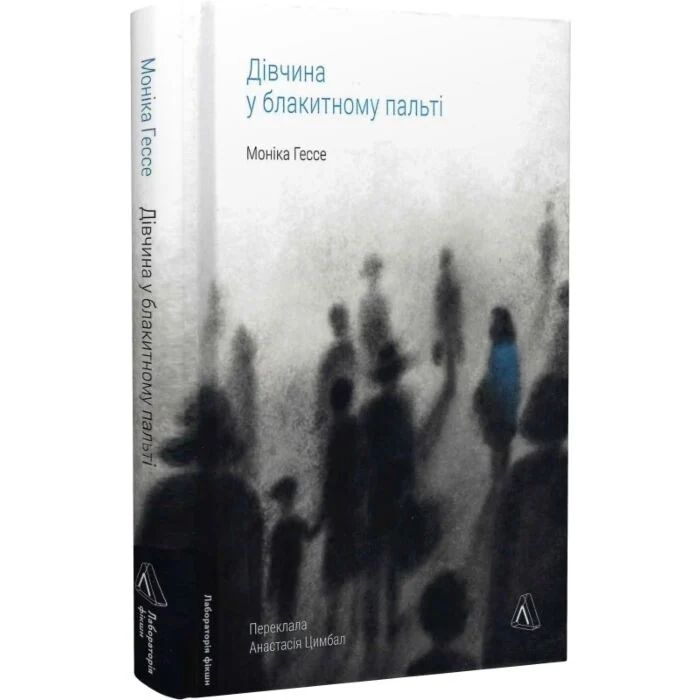 Дівчина
у блакитному пальті
Моніка Гессе
Переклала
Анастасія Цимбал
Моніка Гессе
Дівчина у блакитному пальті
Лабораторія
фікшн
Лабораторія фікшн